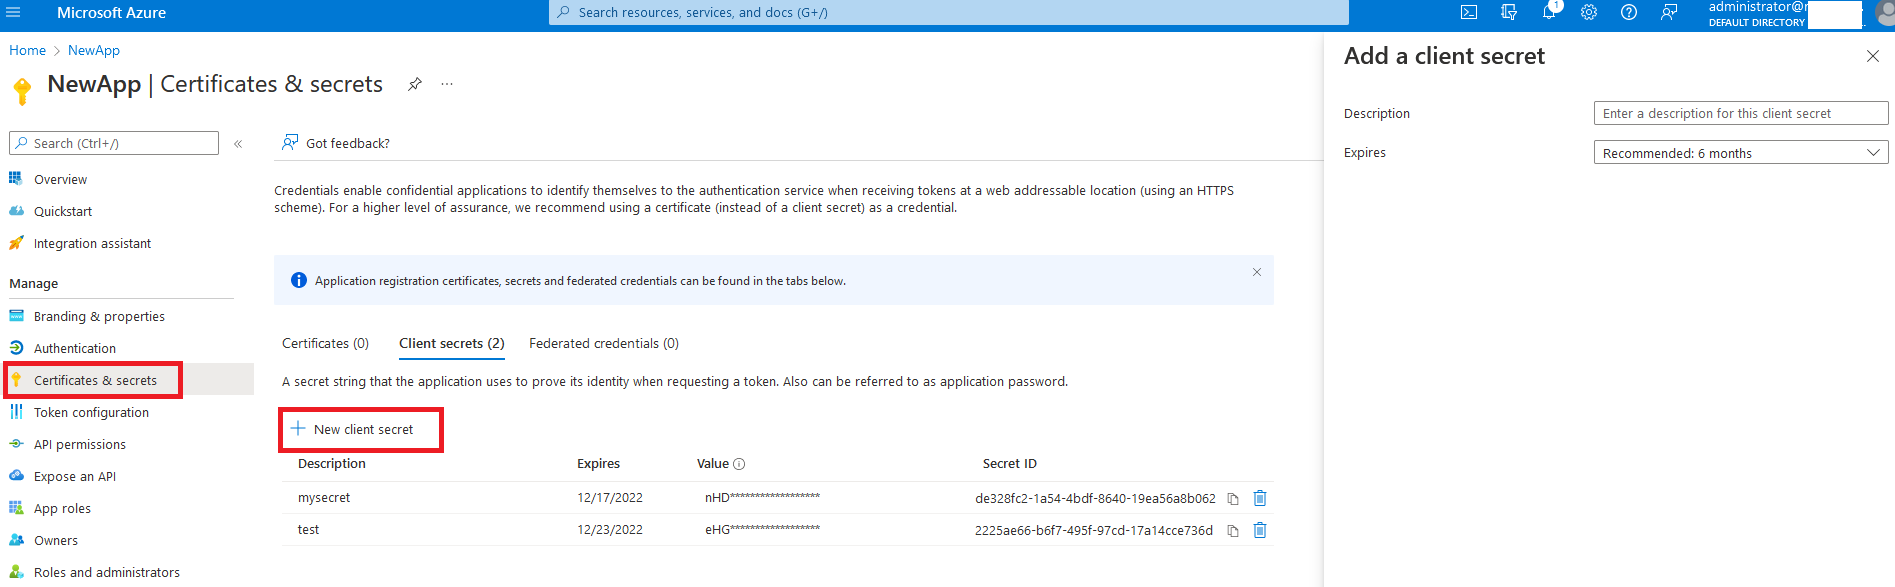 Microsoft Azure
Search resources, services, and docs (G+/)
1
administrator@
DEFAULT DIRECTORY
Home > NewApp
NewApp | Certificates & secrets
...
Search (Ctrl+/)
«
Overview
Quickstart
Integration assistant
Manage
Branding & properties
Authentication
Certificates & secrets
Token configuration
API permissions
Expose an API
App roles
Owners
Roles and administrators
Got feedback?
Credentials enable confidential applications to identify themselves to the authentication service when receiving tokens at a web addressable location (using an HTTPS
scheme). For a higher level of assurance, we recommend using a certificate (instead of a client secret) as a credential.
Application registration certificates, secrets and federated credentials can be found in the tabs below.
Certificates (0) Client secrets (2) Federated credentials (0)
A secret string that the application uses to prove its identity when requesting a token. Also can be referred to as application password.
New client secret
Description Expires Value Secret ID
mysecret 12/17/2022 nHD****************** de328fc2-1a54-4bdf-8640-19ea56a8b062
test 12/23/2022 eHG****************** 2225ae66-b6f7-495f-97cd-17a14cce736d
Add a client secret
Description Enter a description for this client secret
Expires Recommended: 6 months